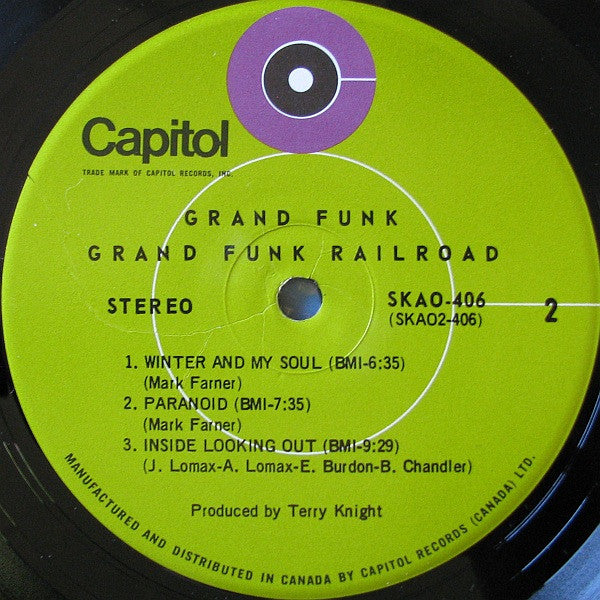 Capitol
TRADE MARK OF CAPITOL RECORDS, INC.
GRAND FUNK
GRAND FUNK RAILROAD
STEREO
SKAO-406
(SKAO2-406)
2
1. WINTER AND MY SOUL (BMI-6:35)
(Mark Farner)
2. PARANOID (BMI-7:35)
(Mark Farner)
3. INSIDE LOOKING OUT (BMI-9:29)
(J. Lomax-A. Lomax-E. Burdon-B. Chandler)
Produced by Terry Knight
MANUFACTURED AND DISTRIBUTED IN CANADA BY CAPITOL RECORDS (CANADA) LTD.